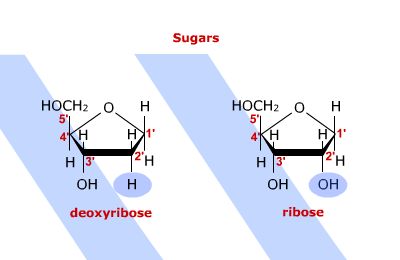 Sugars
HOCH₂ O H HOCH₂ O H
5' 5'
4' H H 1' 4' H H 1'
H 3' 2' H H 3' 2' H
OH H OH OH
deoxyribose ribose